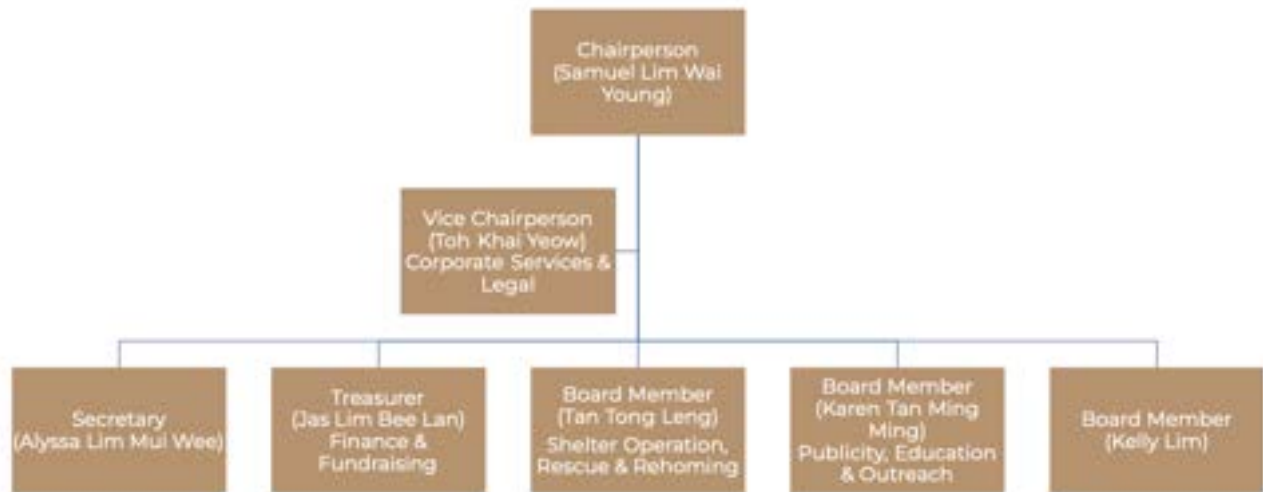 Chairperson
(Samuel Lim Wai
Young)
Vice Chairperson
(Toh Khai Yeow)
Corporate Services &
Legal
Secretary
(Alyssa Lim Mui Wee)
Treasurer
(Jas Lim Bee Lan)
Finance &
Fundraising
Board Member
(Tan Tong Leng)
Shelter Operation,
Rescue & Rehoming
Board Member
(Karen Tan Ming
Ming)
Publicity, Education
& Outreach
Board Member
(Kelly Lim)